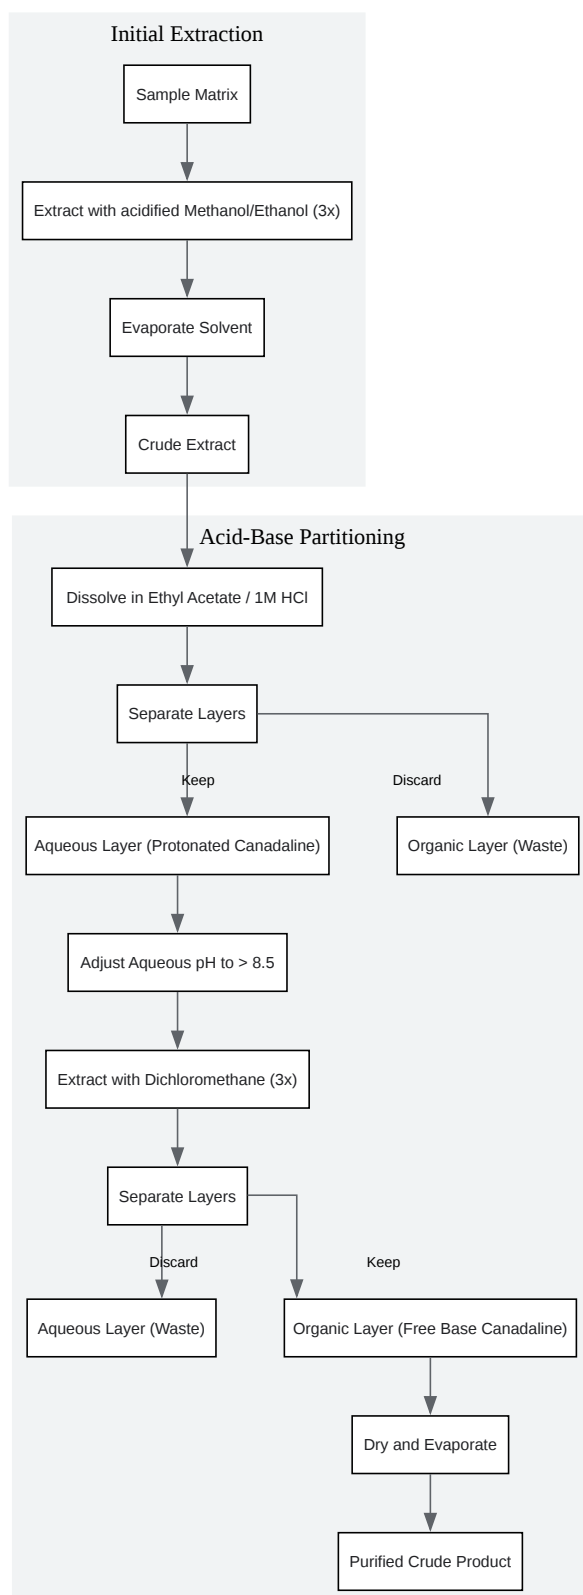 Initial Extraction
Sample Matrix
Extract with acidified Methanol/Ethanol (3x)
Evaporate Solvent
Crude Extract
Acid-Base Partitioning
Dissolve in Ethyl Acetate / 1M HCl
Separate Layers
Keep
Discard
Aqueous Layer (Protonated Canadaline)
Organic Layer (Waste)
Adjust Aqueous pH to > 8.5
Extract with Dichloromethane (3x)
Separate Layers
Discard
Keep
Aqueous Layer (Waste)
Organic Layer (Free Base Canadaline)
Dry and Evaporate
Purified Crude Product